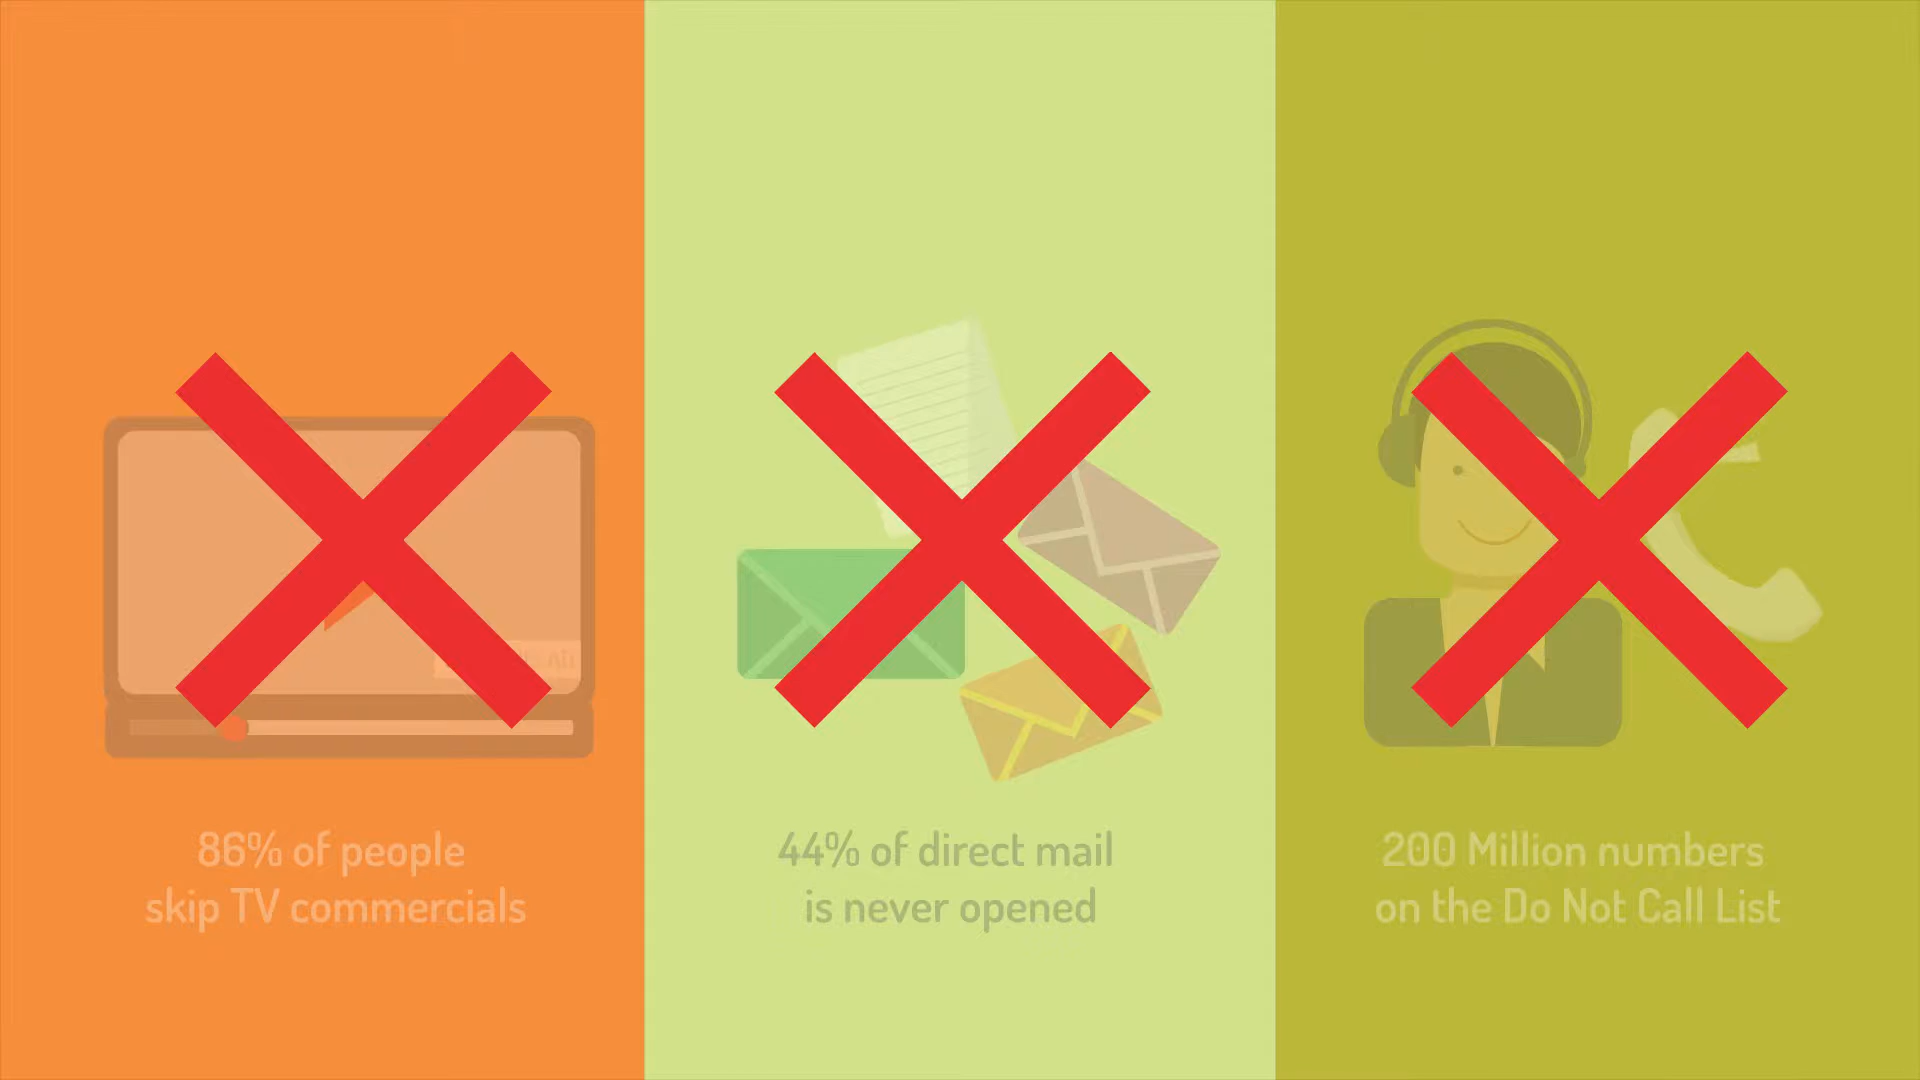 86% of people
skip TV commercials
44% of direct mail
is never opened
200 Million numbers
on the Do Not Call List